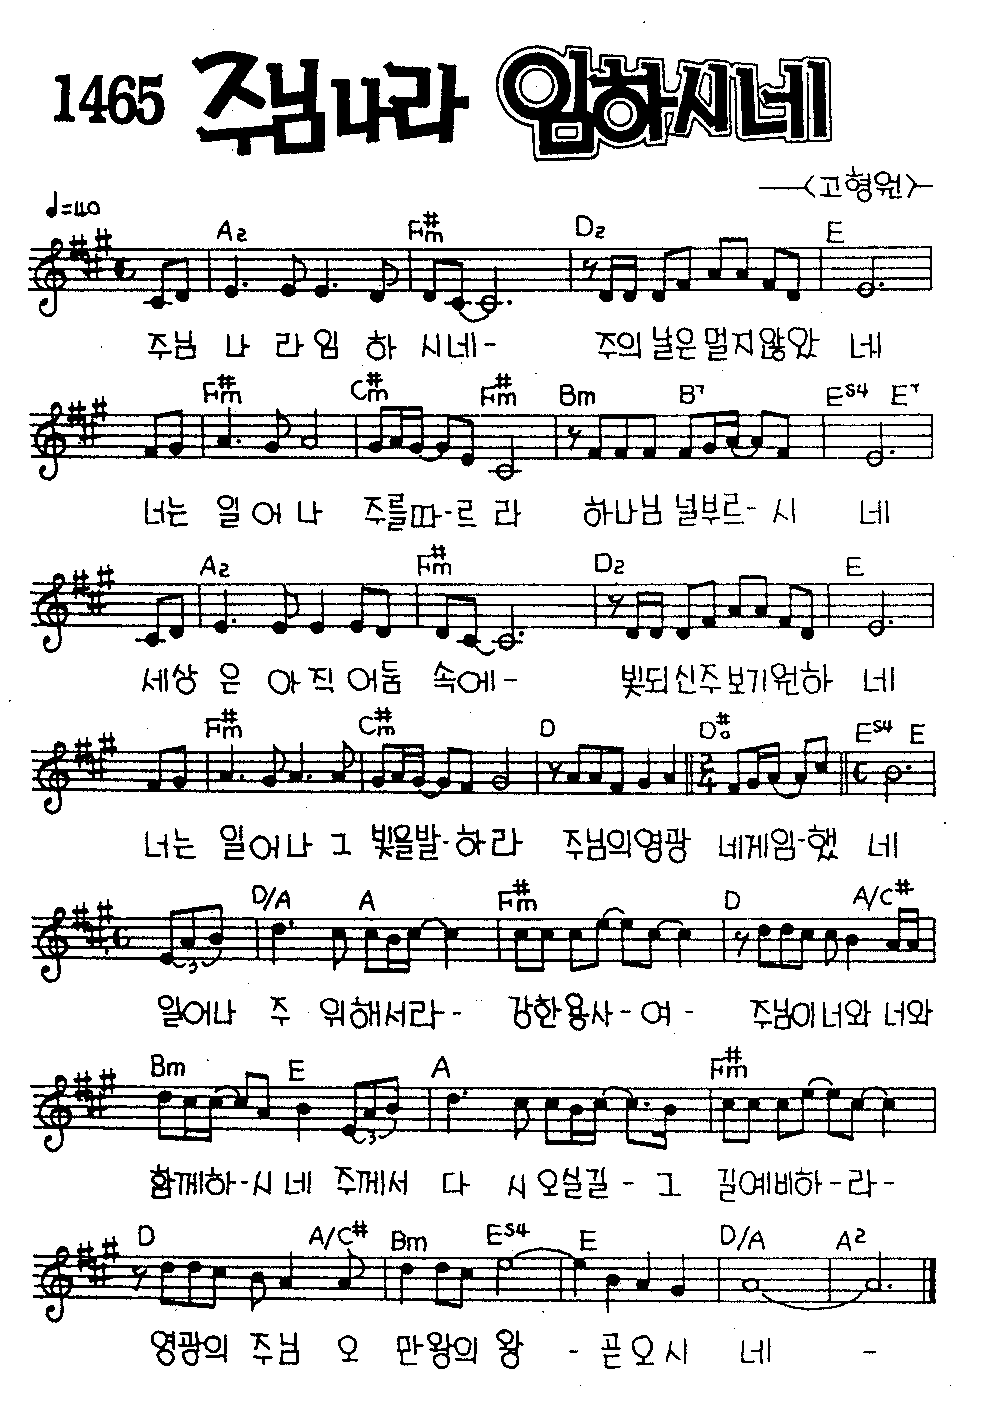 1465 주님나라 임하시네
〈고형원〉
♩=110
A2 F#m D2 E
주님 나 라 임 하 시네- 주의 날은 멀지않았 네
F#m C#m F#m Bm B7 ES4 E7
너는 일 어 나 주를따-르 라 하나님 널부르- 시 네
A2 F#m D2 E
세상 은 아 직 어둠 속에- 빛되신주 보기원하 네
F#m C#m D D#o ES4 E
2/4
너는 일어나 그 빛을발-하라 주님의영광 네게임-했 네
D/A A F#m D A/C#
3
일어나 주 위해서라- 강한용사-여- 주님이너와 너와
Bm E A F#m
3
함께하-시네 주께서 다 시 오실길- 그 길예비하-라-
D A/C# Bm ES4 E D/A A2
영광의 주님 오 만왕의 왕 - 곧오시 네 -